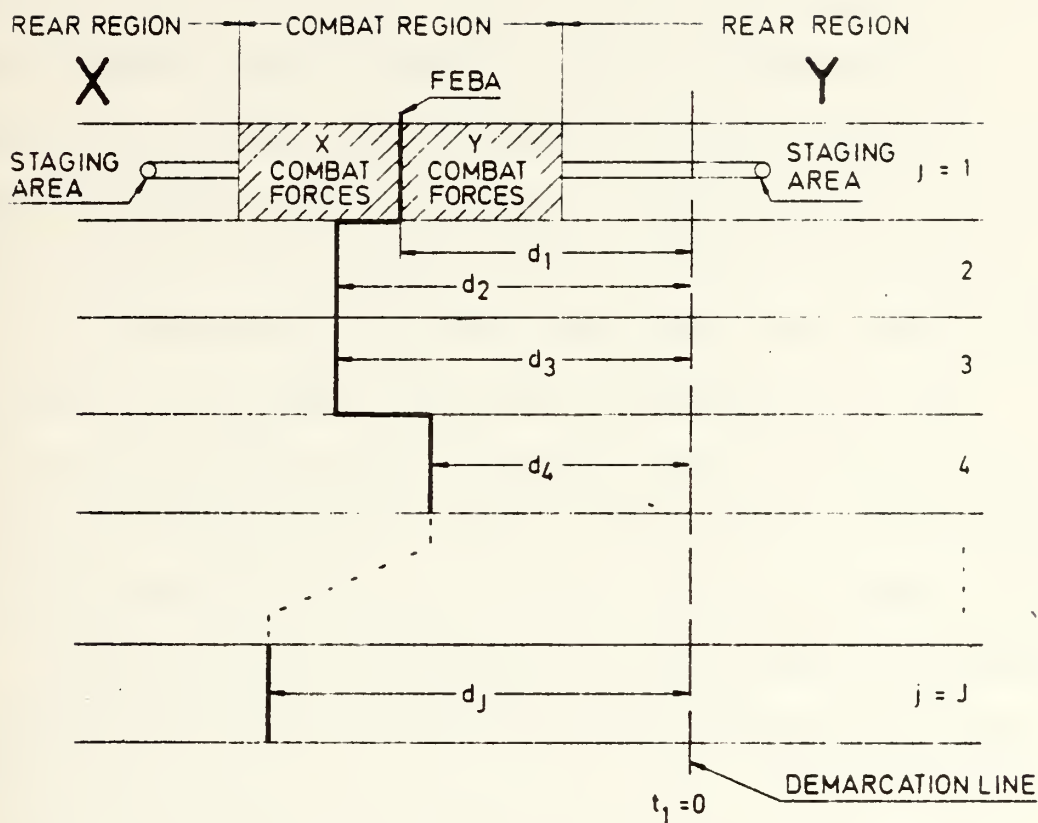 REAR REGION COMBAT REGION REAR REGION
X Y
FEBA
STAGING AREA
X COMBAT FORCES
Y COMBAT FORCES
STAGING AREA
j = 1
d1
2
d2
d3
3
d4
4
dJ
j = J
DEMARCATION LINE
t1 = 0